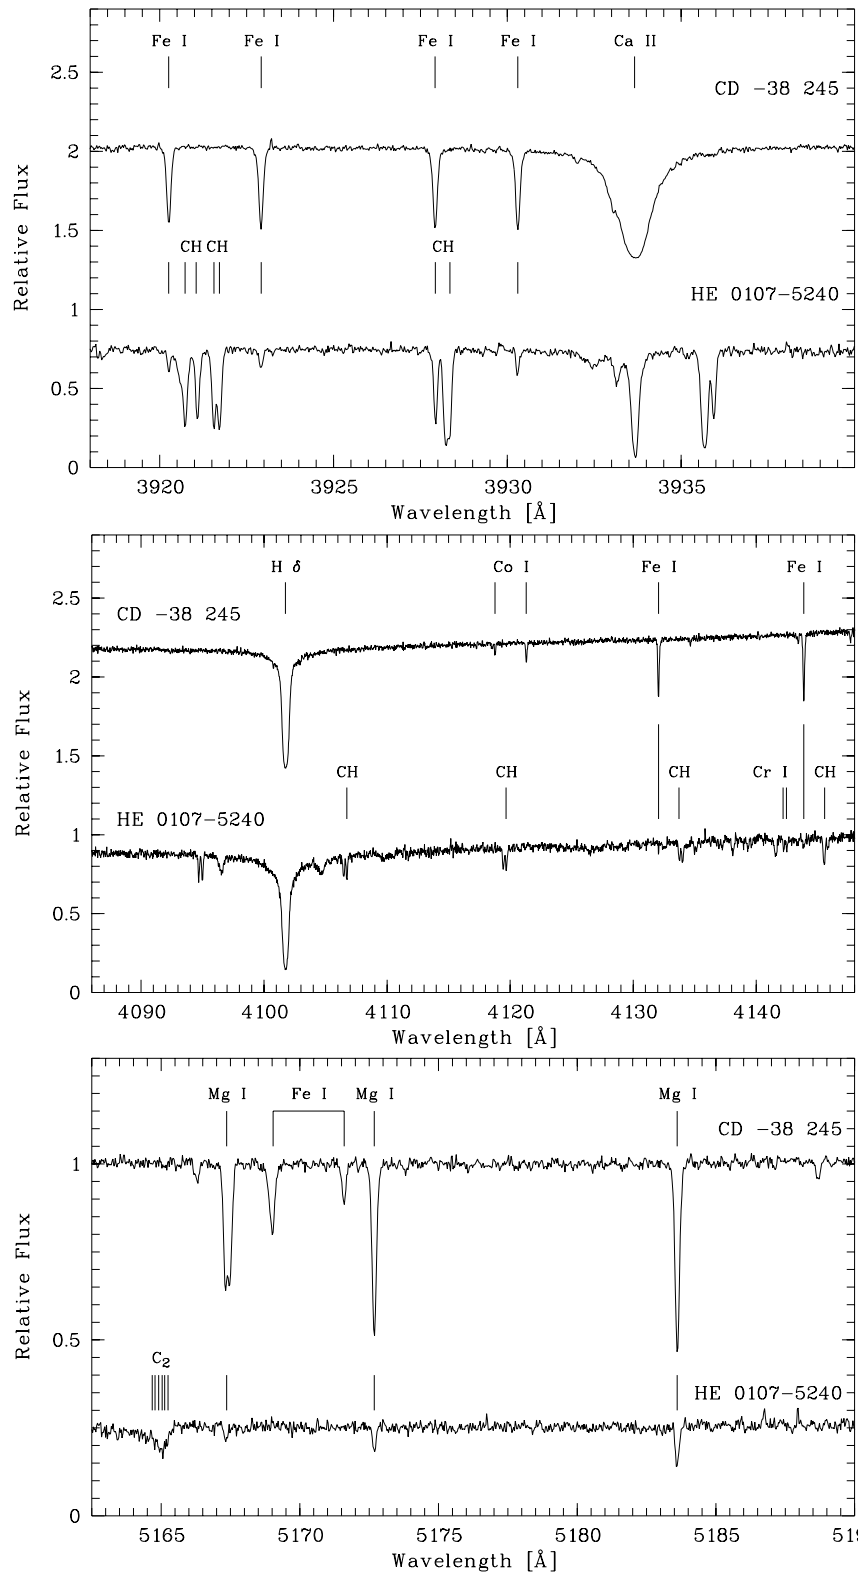 Fe I Fe I Fe I Fe I Ca II
2.5
CD -38 245
2
1.5
CH CH CH
1
HE 0107-5240
0.5
0
3920 3925 3930 3935
Relative Flux
Wavelength [Å]
H δ Co I Fe I Fe I
2.5
CD -38 245
2
1.5
CH CH CH Cr I CH
HE 0107-5240
1
0.5
0
4090 4100 4110 4120 4130 4140
Relative Flux
Wavelength [Å]
Mg I Fe I Mg I Mg I
CD -38 245
1
0.5
C2
HE 0107-5240
0
5165 5170 5175 5180 5185 519
Relative Flux
Wavelength [Å]